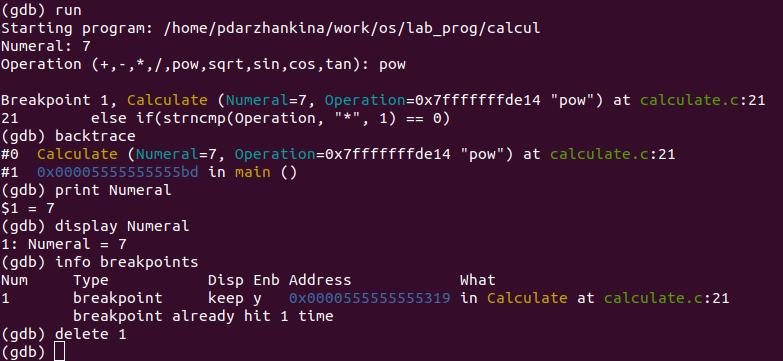 (gdb) run
Starting program: /home/pdarzhankina/work/os/lab_prog/calcul
Numeral: 7
Operation (+,-,*,/,pow,sqrt,sin,cos,tan): pow
Breakpoint 1, Calculate (Numeral=7, Operation=0x7fffffffde14 "pow") at calculate.c:21
21        else if(strncmp(Operation, "*", 1) == 0)
(gdb) backtrace
#0  Calculate (Numeral=7, Operation=0x7fffffffde14 "pow") at calculate.c:21
#1  0x00005555555555bd in main ()
(gdb) print Numeral
$1 = 7
(gdb) display Numeral
1: Numeral = 7
(gdb) info breakpoints
Num     Type           Disp Enb Address            What
1       breakpoint     keep y   0x0000555555555319 in Calculate at calculate.c:21
        breakpoint already hit 1 time
(gdb) delete 1
(gdb)